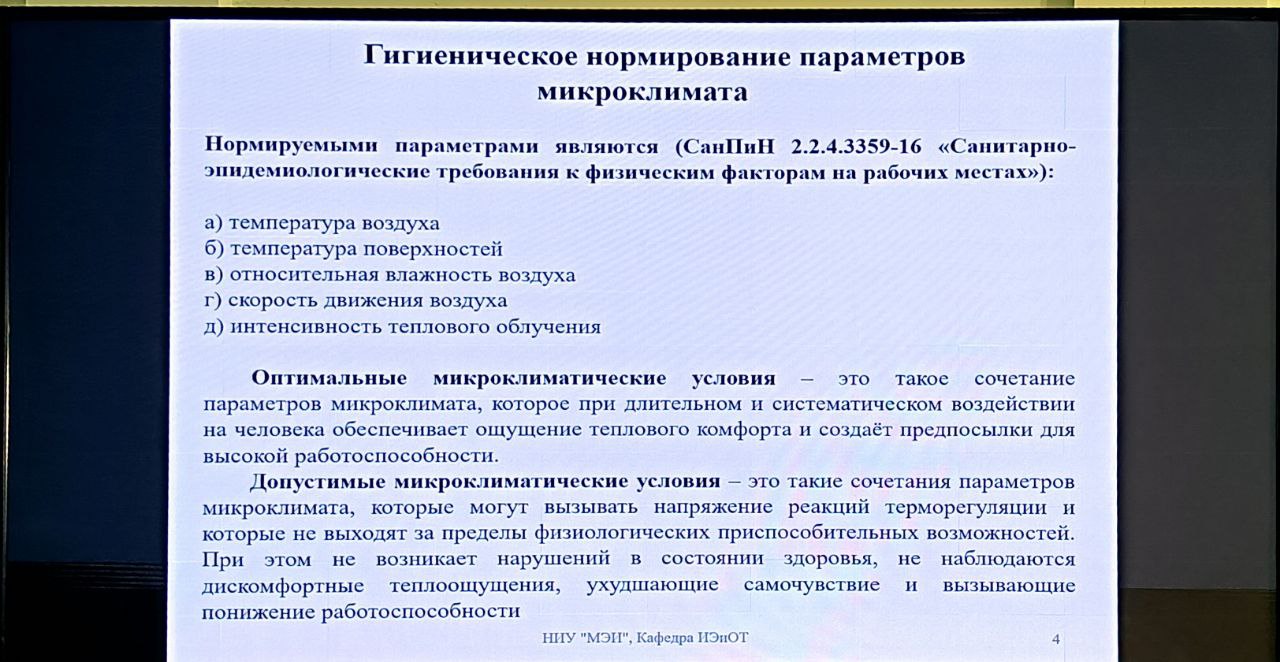 Гигиеническое нормирование параметров
микроклимата
Нормируемыми параметрами являются (СанПиН 2.2.4.3359-16 «Санитарно-
эпидемиологические требования к физическим факторам на рабочих местах»):
а) температура воздуха
б) температура поверхностей
в) относительная влажность воздуха
г) скорость движения воздуха
д) интенсивность теплового облучения
Оптимальные микроклиматические условия – это такое сочетание
параметров микроклимата, которое при длительном и систематическом воздействии
на человека обеспечивает ощущение теплового комфорта и создаёт предпосылки для
высокой работоспособности.
Допустимые микроклиматические условия – это такие сочетания параметров
микроклимата, которые могут вызывать напряжение реакций терморегуляции и
которые не выходят за пределы физиологических приспособительных возможностей.
При этом не возникает нарушений в состоянии здоровья, не наблюдаются
дискомфортные теплоощущения, ухудшающие самочувствие и вызывающие
понижение работоспособности
НИУ "МЭИ", Кафедра ИЭиОТ 4